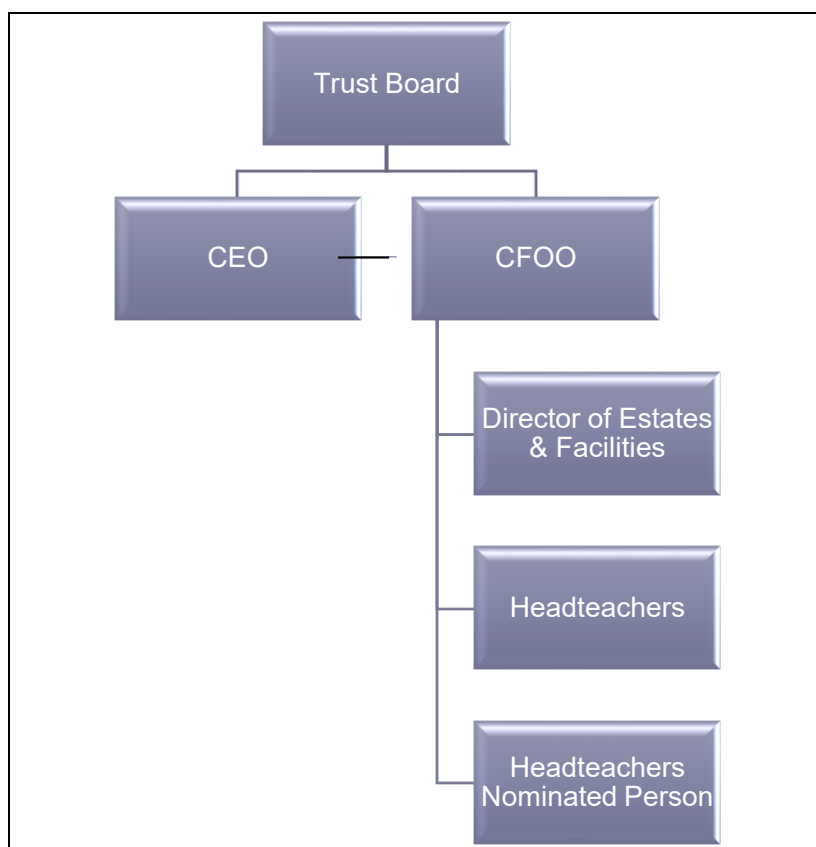 Trust Board
CEO
CFOO
Director of Estates
& Facilities
Headteachers
Headteachers
Nominated Person